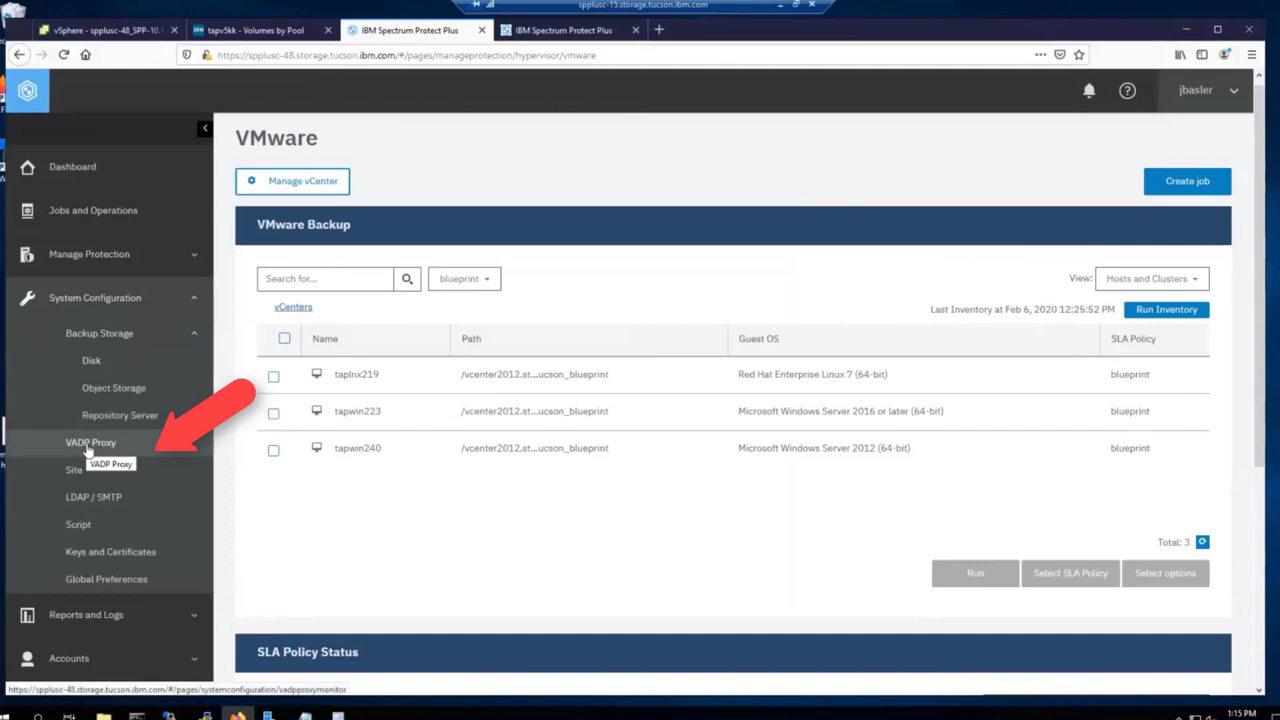 spplusc-15.storage.tucson.ibm.com
vSphere - spplusc-48_SPP-10.
tapv5kk - Volumes by Pool
IBM Spectrum Protect Plus
IBM Spectrum Protect Plus
https://spplusc-48.storage.tucson.ibm.com/#/pages/manageprotection/hypervisor/vmware
jbasler
Dashboard
Jobs and Operations
Manage Protection
System Configuration
Backup Storage
Disk
Object Storage
Repository Server
VADP Proxy
VADP Proxy
Site
LDAP / SMTP
Script
Keys and Certificates
Global Preferences
Reports and Logs
Accounts
VMware
Manage vCenter
Create job
VMware Backup
Search for...
blueprint
View: Hosts and Clusters
vCenters
Last Inventory at Feb 6, 2020 12:25:52 PM Run Inventory
Name Path Guest OS SLA Policy
taplnx219 /vcenter2012.st...ucson_blueprint Red Hat Enterprise Linux 7 (64-bit) blueprint
tapwin223 /vcenter2012.st...ucson_blueprint Microsoft Windows Server 2016 or later (64-bit) blueprint
tapwin240 /vcenter2012.st...ucson_blueprint Microsoft Windows Server 2012 (64-bit) blueprint
Total: 3
Run Select SLA Policy Select options
SLA Policy Status
https://spplusc-48.storage.tucson.ibm.com/#/pages/systemconfiguration/vadpproxymonitor
1:15 PM